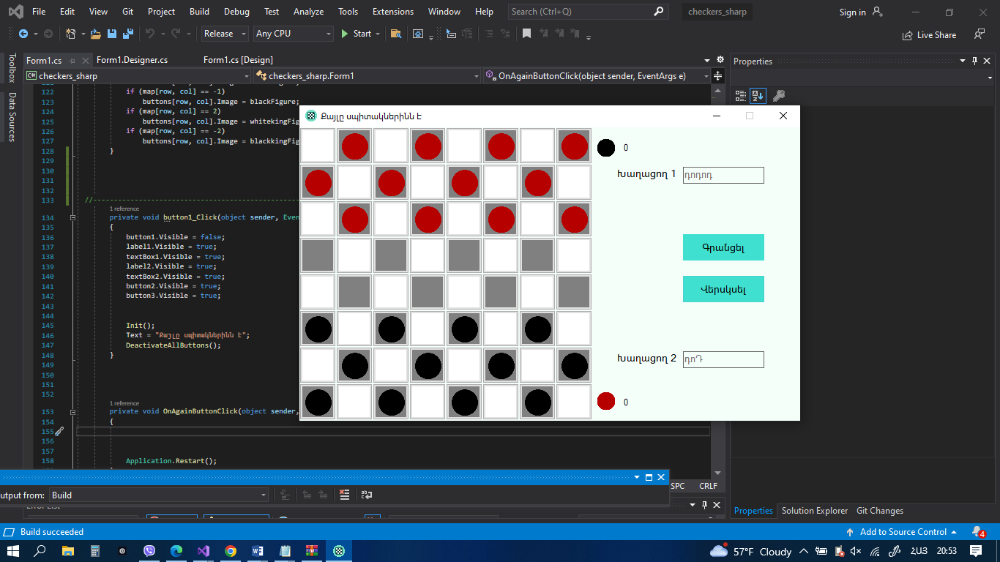 File Edit View Git Project Build Debug Test Analyze Tools Extensions Window Help Search (Ctrl+Q) checkers_sharp Sign in
Release Any CPU Start Live Share
Toolbox
Data Sources
Form1.cs Form1.Designer.cs Form1.cs [Design]
checkers_sharp checkers_sharp.Form1 OnAgainButtonClick(object sender, EventArgs e)
122 if (map[row, col] == -1)
123 buttons[row, col].Image = blackFigure;
124 if (map[row, col] == 2)
125 buttons[row, col].Image = whitekingFig
126 if (map[row, col] == -2)
127 buttons[row, col].Image = blackkingFig
128 }
129
130
131
132
133 //------------------------------------------------
1 reference
134 private void button1_Click(object sender, Even
135 {
136 button1.Visible = false;
137 label1.Visible = true;
138 textBox1.Visible = true;
139 label2.Visible = true;
140 textBox2.Visible = true;
141 button2.Visible = true;
142 button3.Visible = true;
143
144
145 Init();
146 Text = "Քայլը սպիտակներինն է";
147 DeactivateAllButtons();
148 }
149
150
151
152
1 reference
153 private void OnAgainButtonClick(object sender,
154 {
155
156
157
158 Application.Restart();
Քայլը սպիտակներինն է
0
Խաղացող 1 դոդոդ
Գրանցել
Վերսկսել
Խաղացող 2 դոԴ
0
Properties
SPC CRLF
utput from: Build
Error List
Properties Solution Explorer Git Changes
Build succeeded Add to Source Control 4
57°F Cloudy ՀԱՅ 20:53